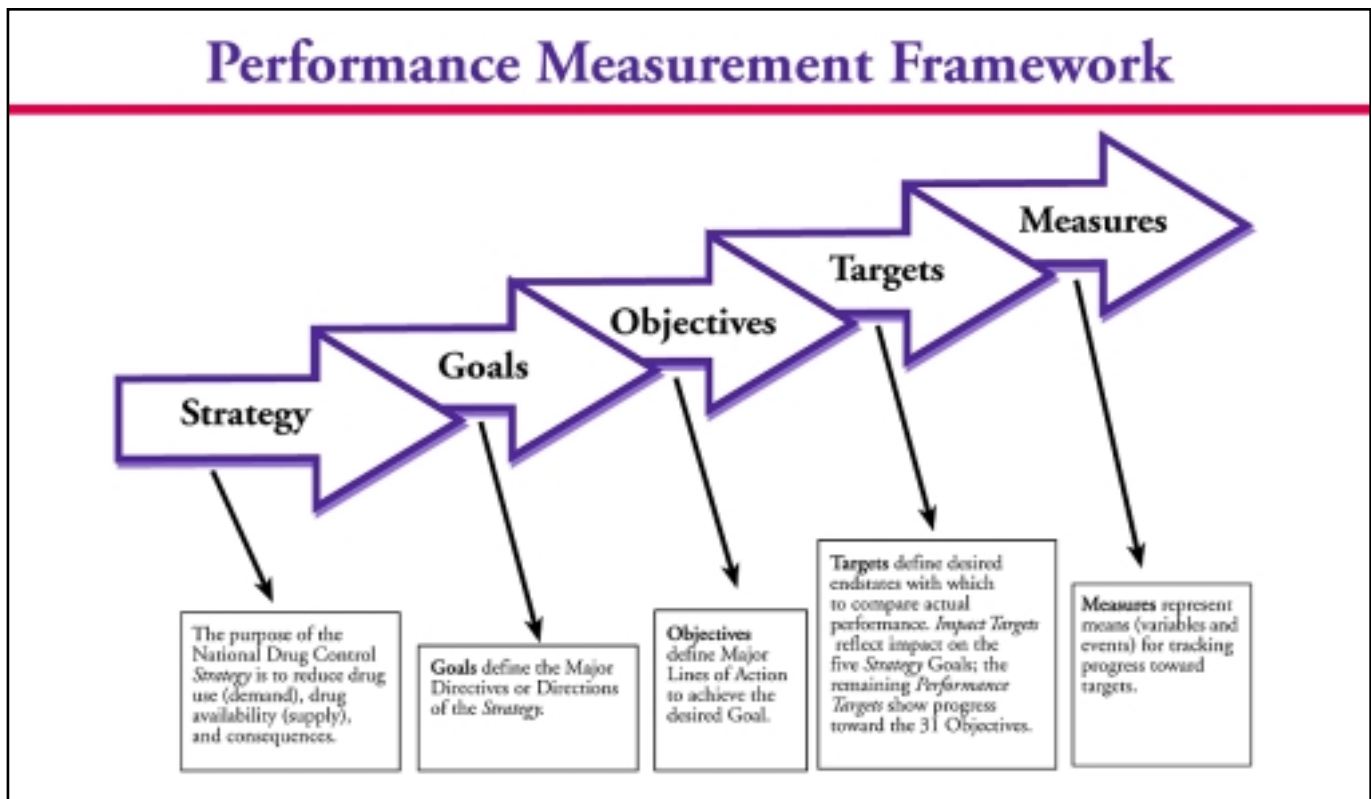 Performance Measurement Framework
Measures
Targets
Objectives
Goals
Strategy
The purpose of the
National Drug Control
Strategy is to reduce drug
use (demand), drug
availability (supply),
and consequences.
Goals define the Major
Directives or Directions
of the Strategy.
Objectives
define Major
Lines of Action
to achieve the
desired Goal.
Targets define desired
endstates with which
to compare actual
performance. Impact Targets
reflect impact on the
five Strategy Goals; the
remaining Performance
Targets show progress
toward the 31 Objectives.
Measures represent
means (variables and
events) for tracking
progress toward
targets.